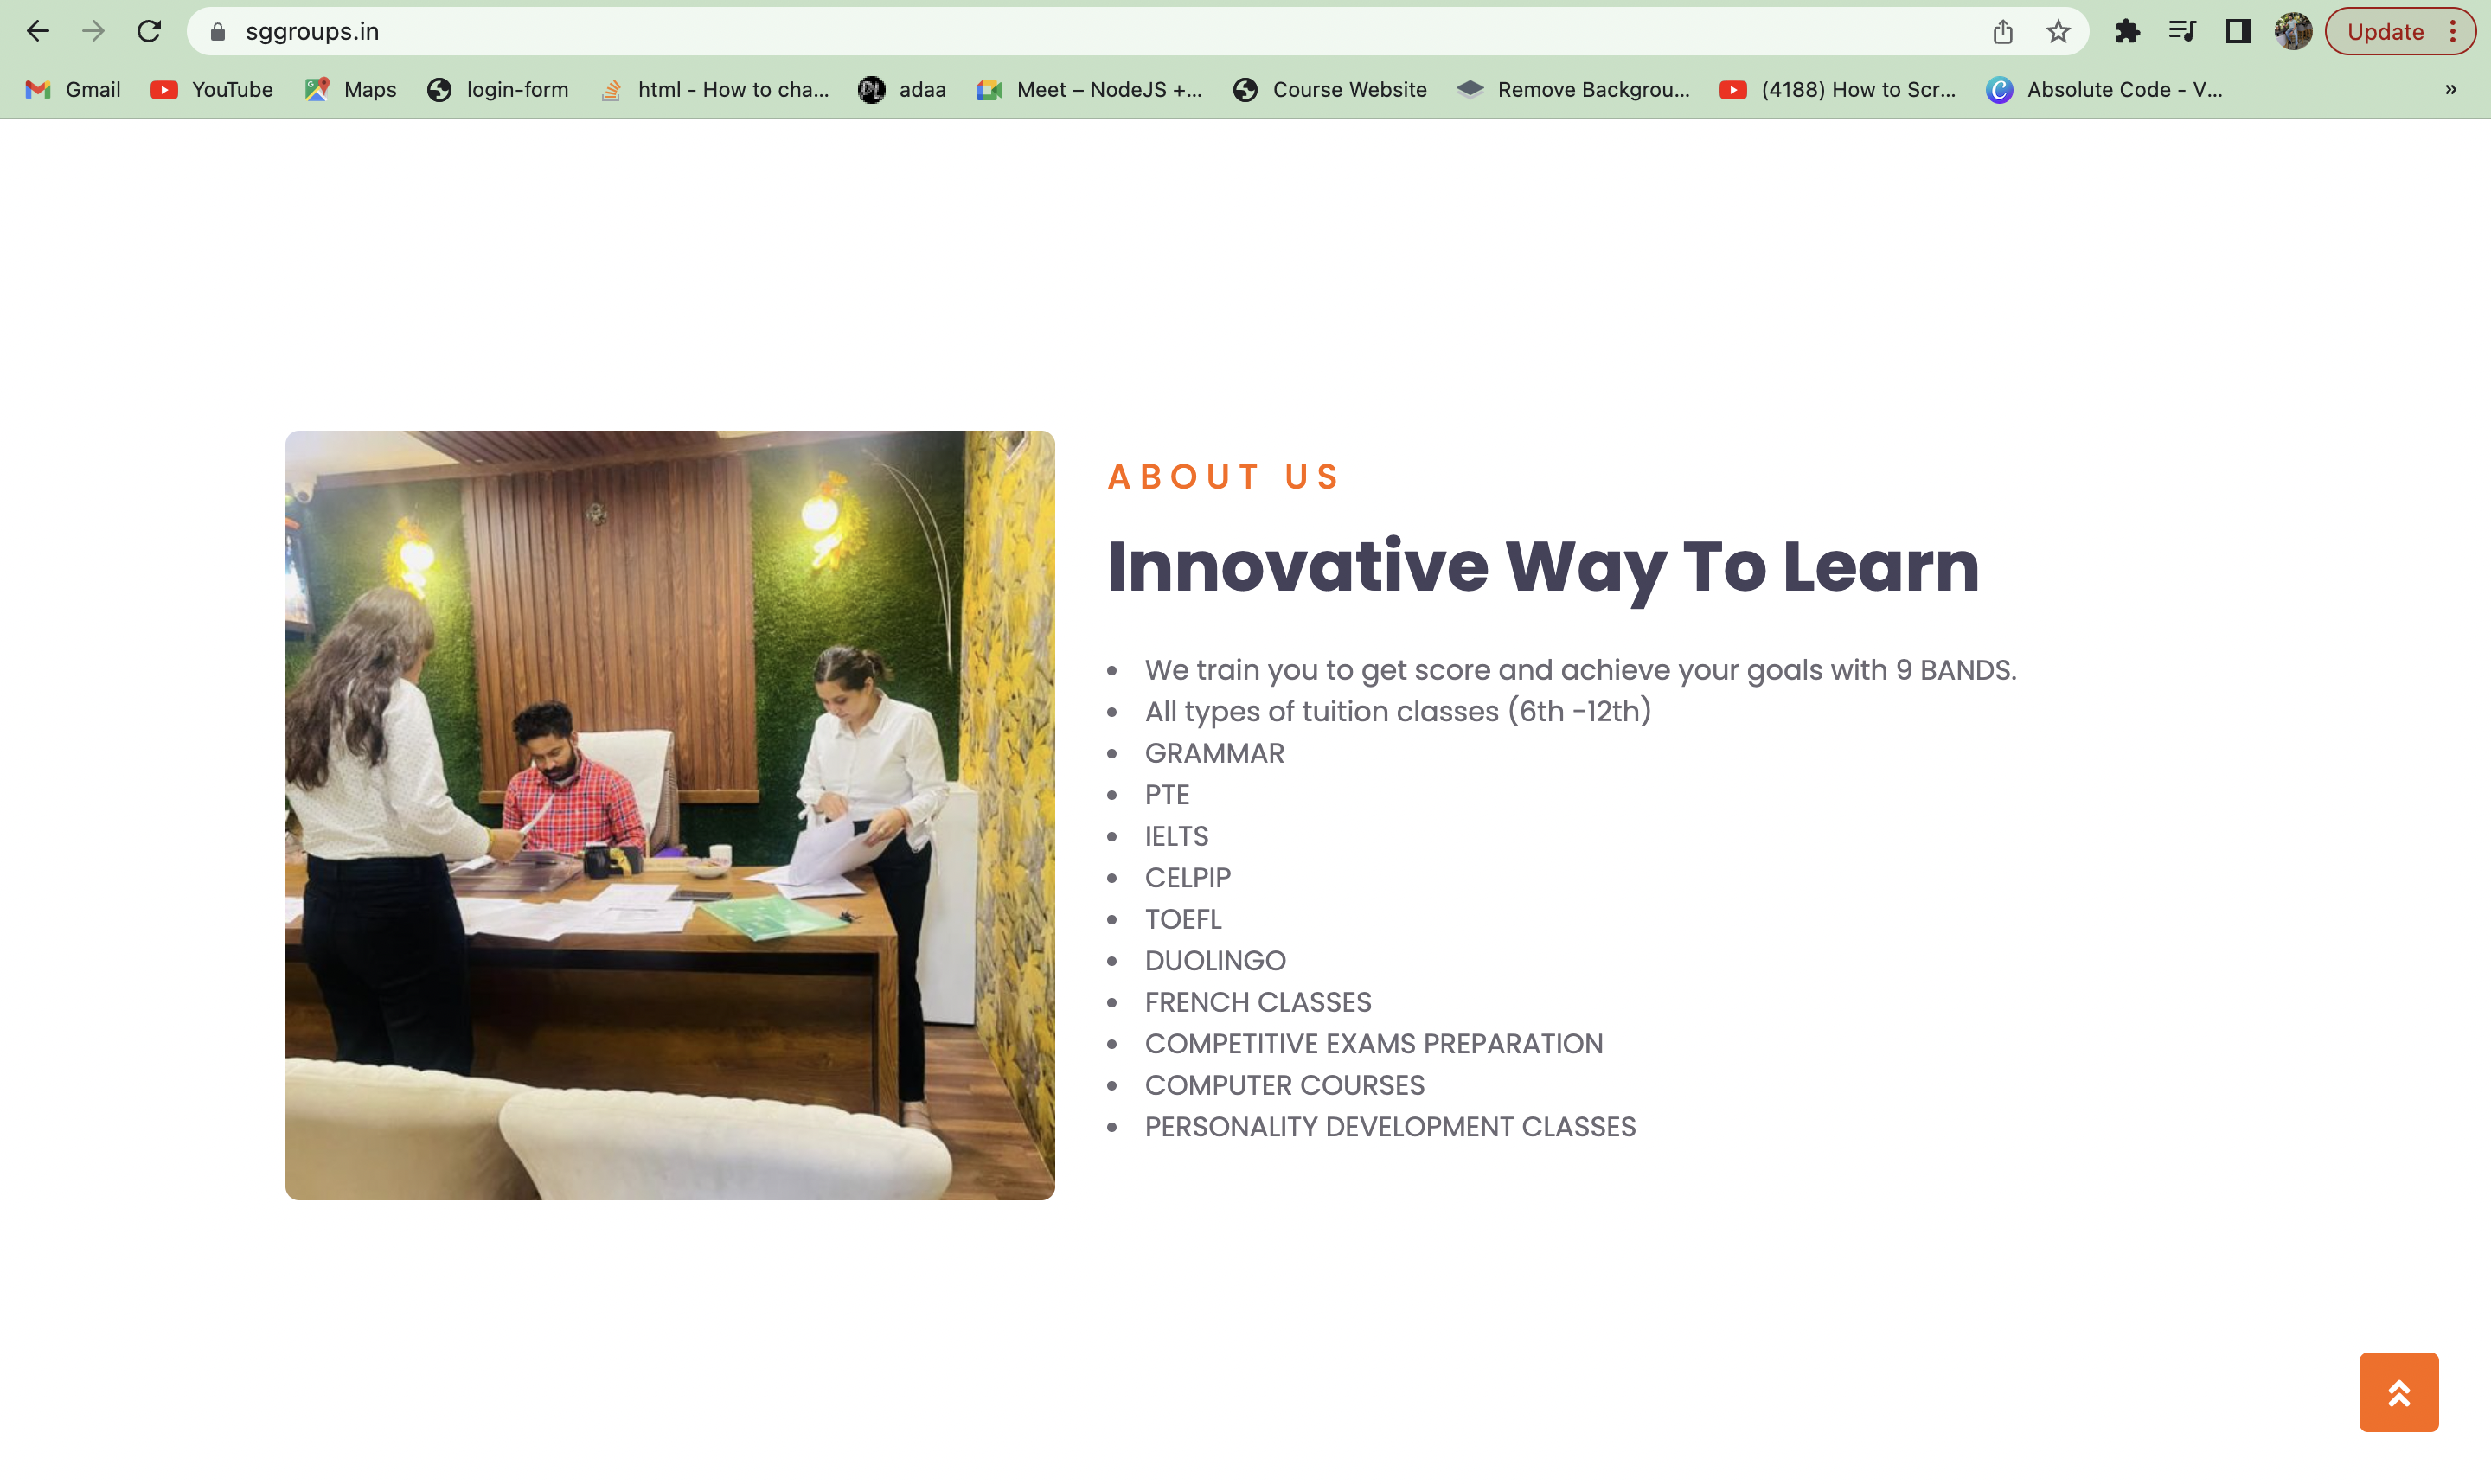 sggroups.in
Update
Gmail
YouTube
Maps
login-form
html - How to cha...
adaa
Meet – NodeJS +...
Course Website
Remove Backgrou...
(4188) How to Scr...
Absolute Code - V...
»
ABOUT US
Innovative Way To Learn
• We train you to get score and achieve your goals with 9 BANDS.
• All types of tuition classes (6th -12th)
• GRAMMAR
• PTE
• IELTS
• CELPIP
• TOEFL
• DUOLINGO
• FRENCH CLASSES
• COMPETITIVE EXAMS PREPARATION
• COMPUTER COURSES
• PERSONALITY DEVELOPMENT CLASSES